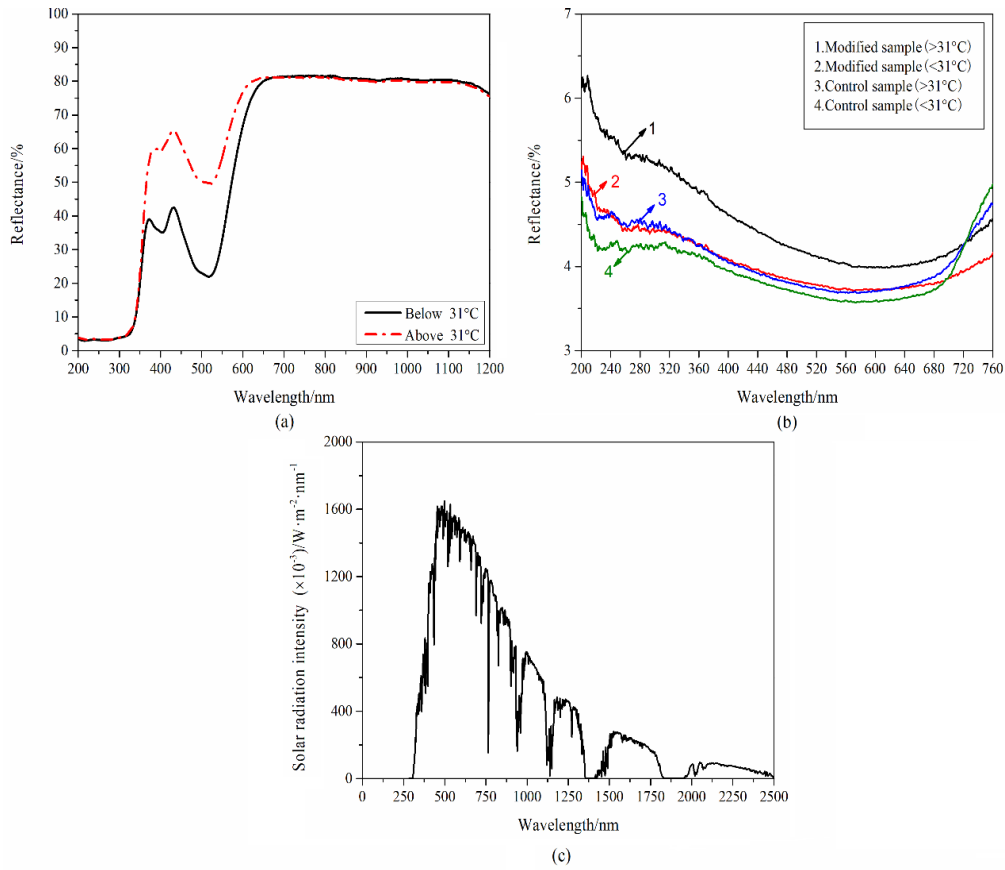 100
90
80
70
60
50
40
30
20
10
0
Reflectance/%
Below 31°C
Above 31°C
200 300 400 500 600 700 800 900 1000 1100 1200
Wavelength/nm
(a)
7
6
5
4
3
Reflectance/%
1.Modified sample(>31°C)
2.Modified sample(<31°C)
3.Control sample(>31°C)
4.Control sample(<31°C)
1
2
3
4
200 240 280 320 360 400 440 480 520 560 600 640 680 720 760
Wavelength/nm
(b)
2000
1600
1200
800
400
0
Solar radiation intensity (×10⁻³)/W·m⁻²·nm⁻¹
0 250 500 750 1000 1250 1500 1750 2000 2250 2500
Wavelength/nm
(c)